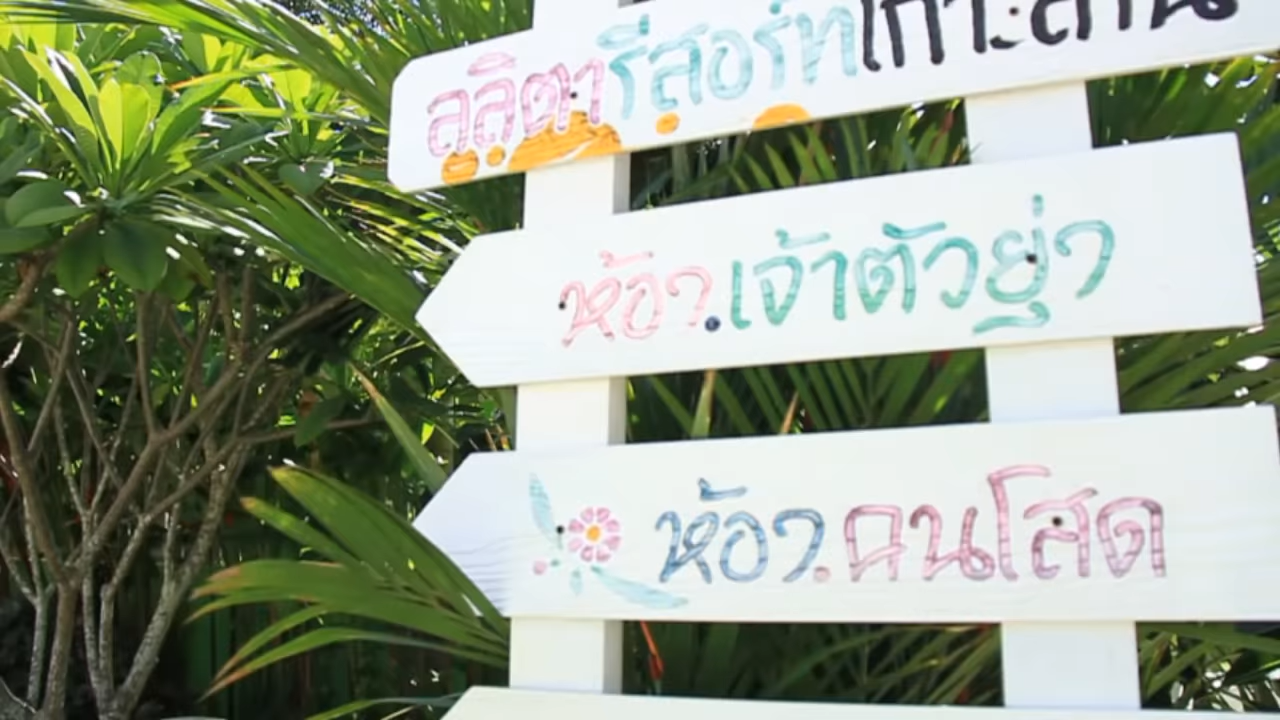 ลลิตารีสอร์ทเกาะล้าน
ห้อง.เจ้าตัวยุ่ง
ห้อง.คนโสด